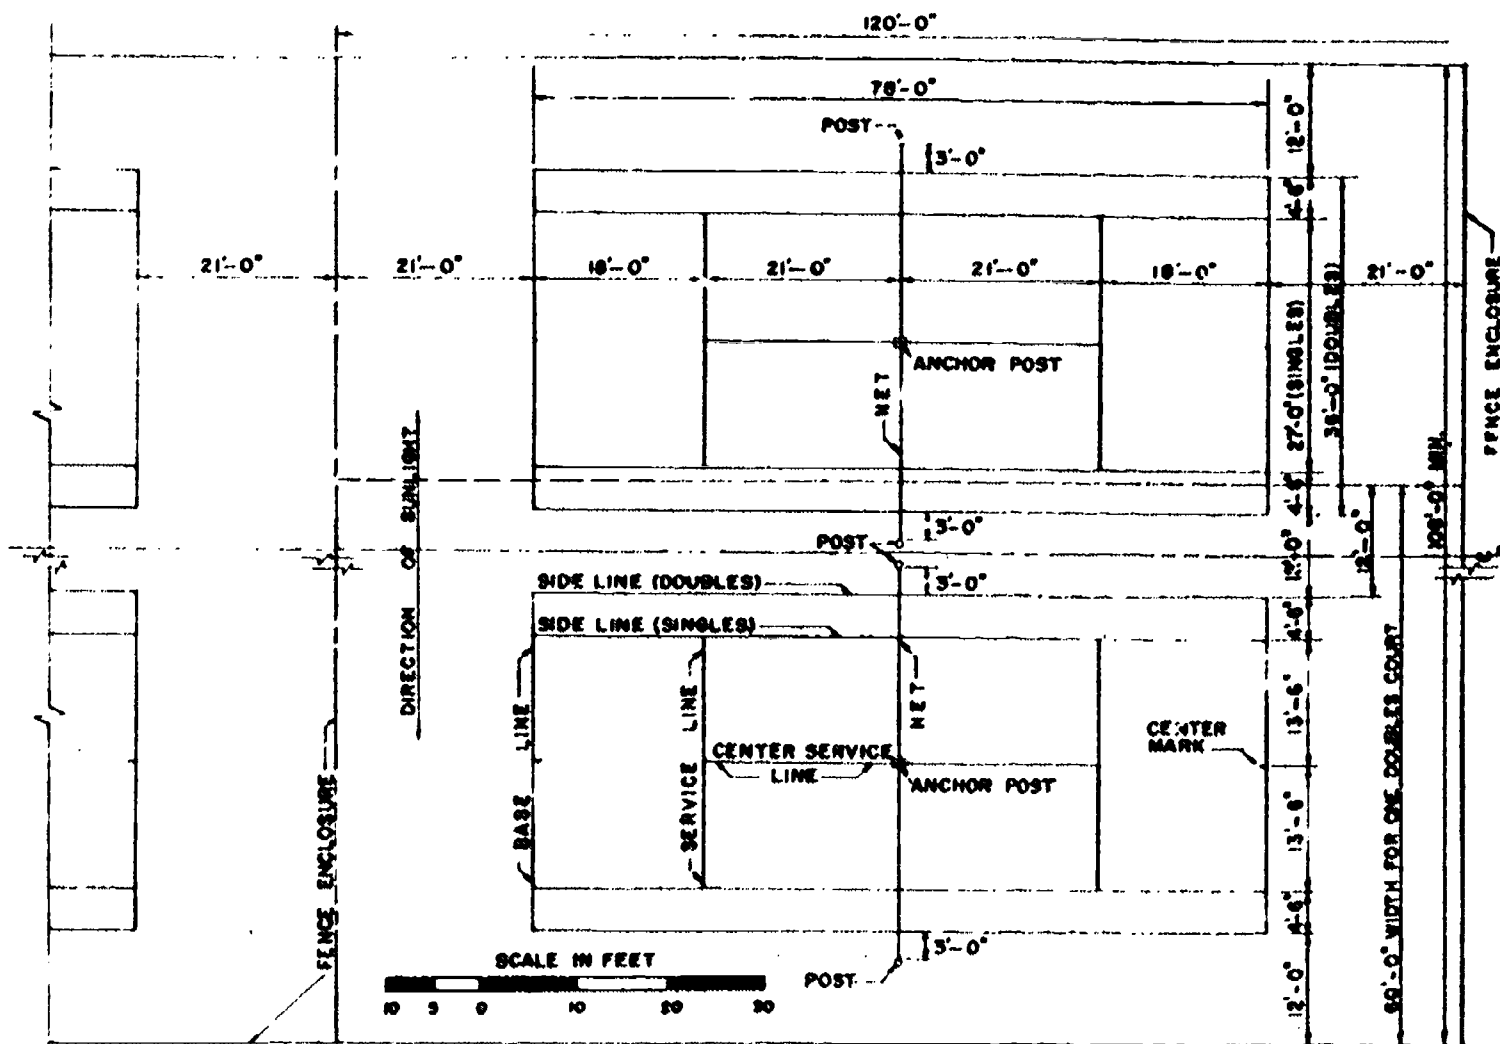 120'-0"
78'-0"
POST
3'-0"
12'-0"
4'-6"
21'-0"
21'-0"
18'-0"
21'-0"
21'-0"
18'-0"
21'-0"
27'-0" (SINGLES)
36'-0" (DOUBLES)
FENCE ENCLOSURE
ANCHOR POST
NET
DIRECTION OF SUNLIGHT
4'-6"
108'-0" MIN.
12'-0"
3'-0"
POST
12'-0"
3'-0"
SIDE LINE (DOUBLES)
SIDE LINE (SINGLES)
4'-6"
BASE LINE
SERVICE LINE
NET
13'-6"
CENTER
MARK
CENTER SERVICE
LINE
ANCHOR POST
13'-6"
60'-0" WIDTH FOR ONE DOUBLES COURT
FENCE ENCLOSURE
4'-6"
3'-0"
POST
12'-0"
SCALE IN FEET
10 5 0 10 20 30